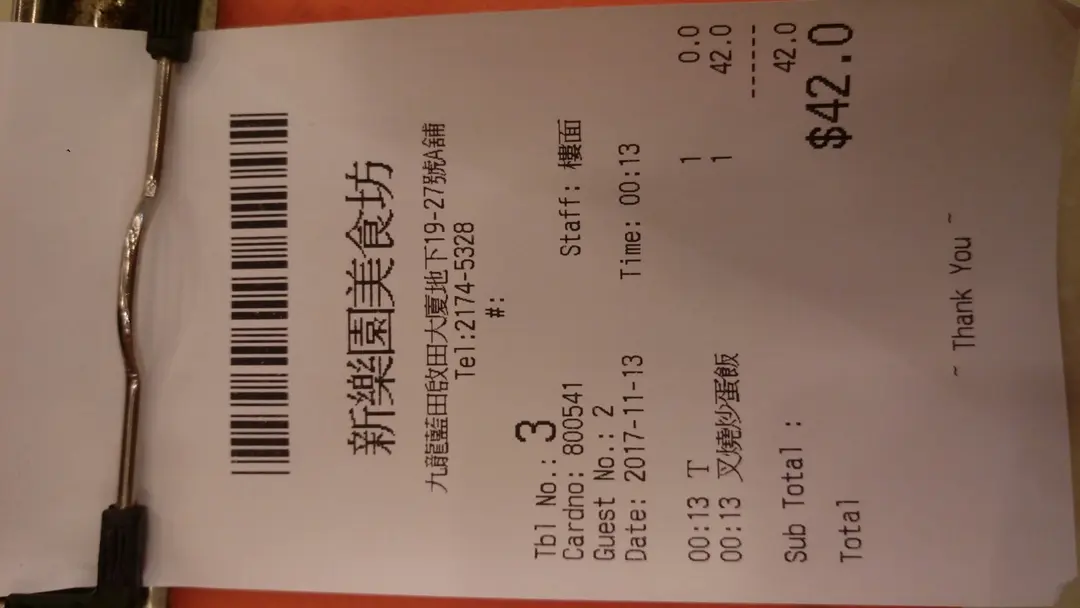 新樂園美食坊
九龍藍田啟田大廈地下19-27號A舖
Tel:2174-5328
#:
Tbl No.: 3
Cardno: 800541 Staff: 樓面
Guest No.: 2
Date: 2017-11-13 Time: 00:13
00:13 T 1 0.0
00:13 叉燒炒蛋飯 1 42.0
------
Sub Total : 42.0
Total $42.0
~ Thank You ~